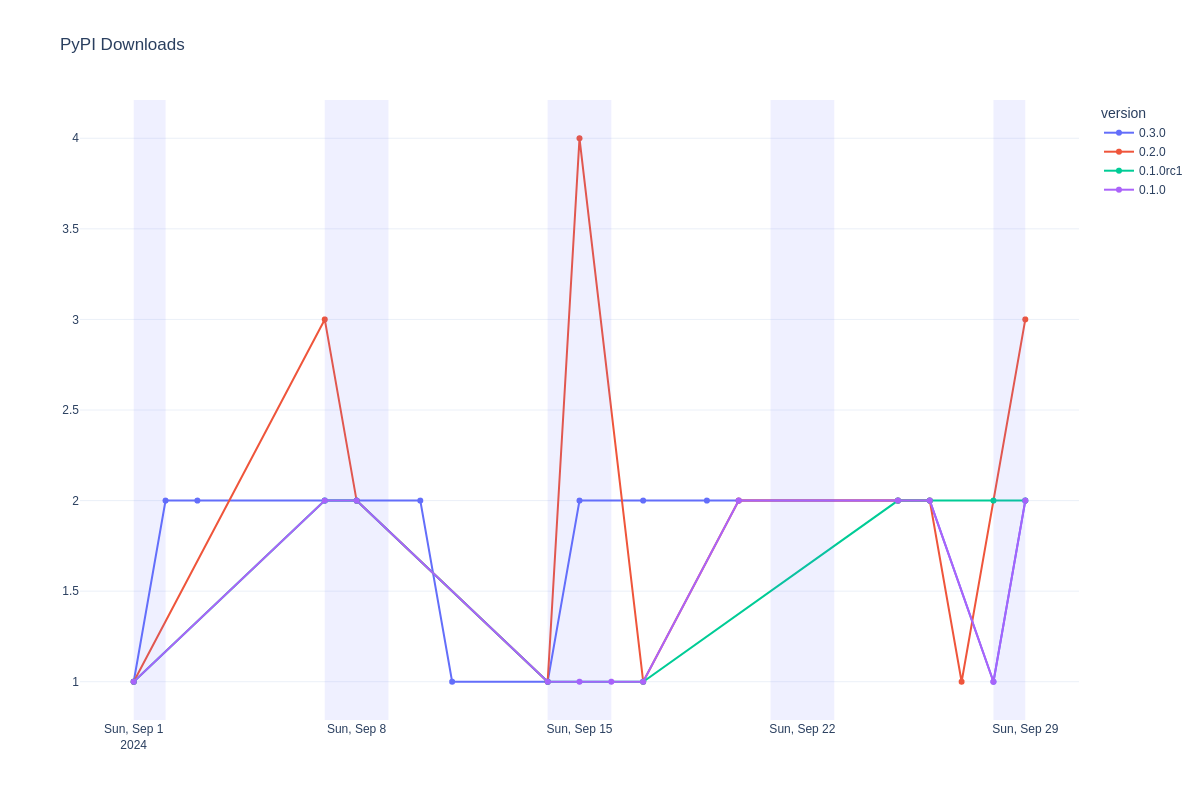 PyPI Downloads
version
0.3.0
0.2.0
0.1.0rc1
0.1.0
4
3.5
3
2.5
2
1.5
1
Sun, Sep 1
2024
Sun, Sep 8
Sun, Sep 15
Sun, Sep 22
Sun, Sep 29